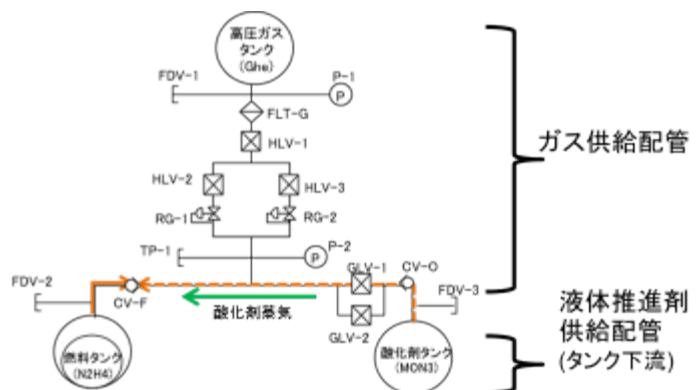 高圧ガス
タンク
(Ghe)
FDV-1
P-1
P
FLT-G
HLV-1
ガス供給配管
HLV-2
HLV-3
RG-1
RG-2
TP-1
P-2
P
GLV-1
CV-O
FDV-2
CV-F
FDV-3
酸化剤蒸気
GLV-2
液体推進剤
供給配管
(タンク下流)
燃料タンク
(N2H4)
酸化剤タンク
(MON3)